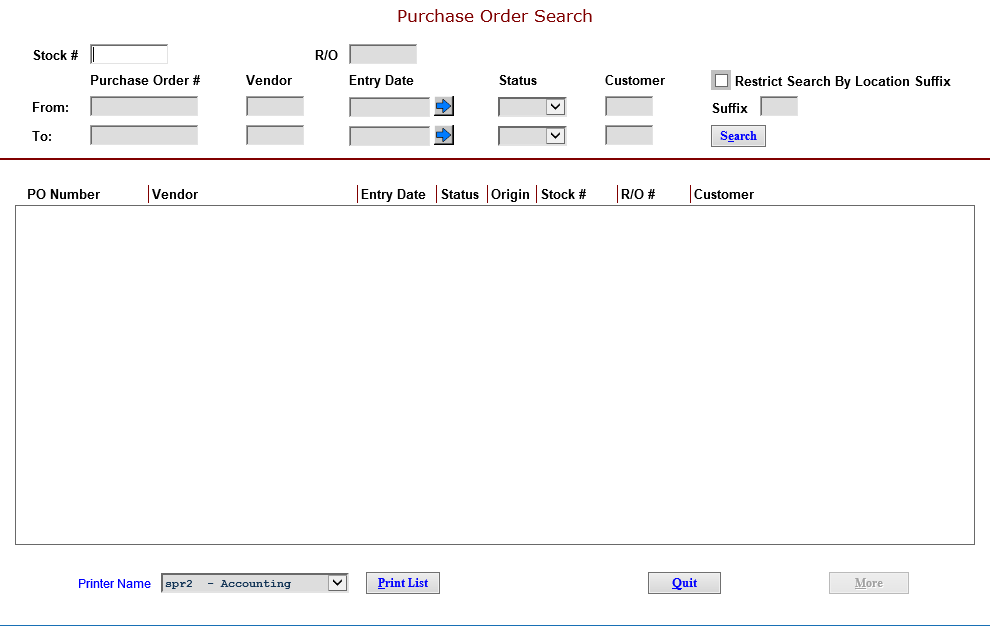 Purchase Order Search
Stock # R/O
Purchase Order # Vendor Entry Date Status Customer Restrict Search By Location Suffix
From: Suffix
To: Search
PO Number Vendor Entry Date Status Origin Stock # R/O # Customer
Printer Name spr2 - Accounting Print List Quit More